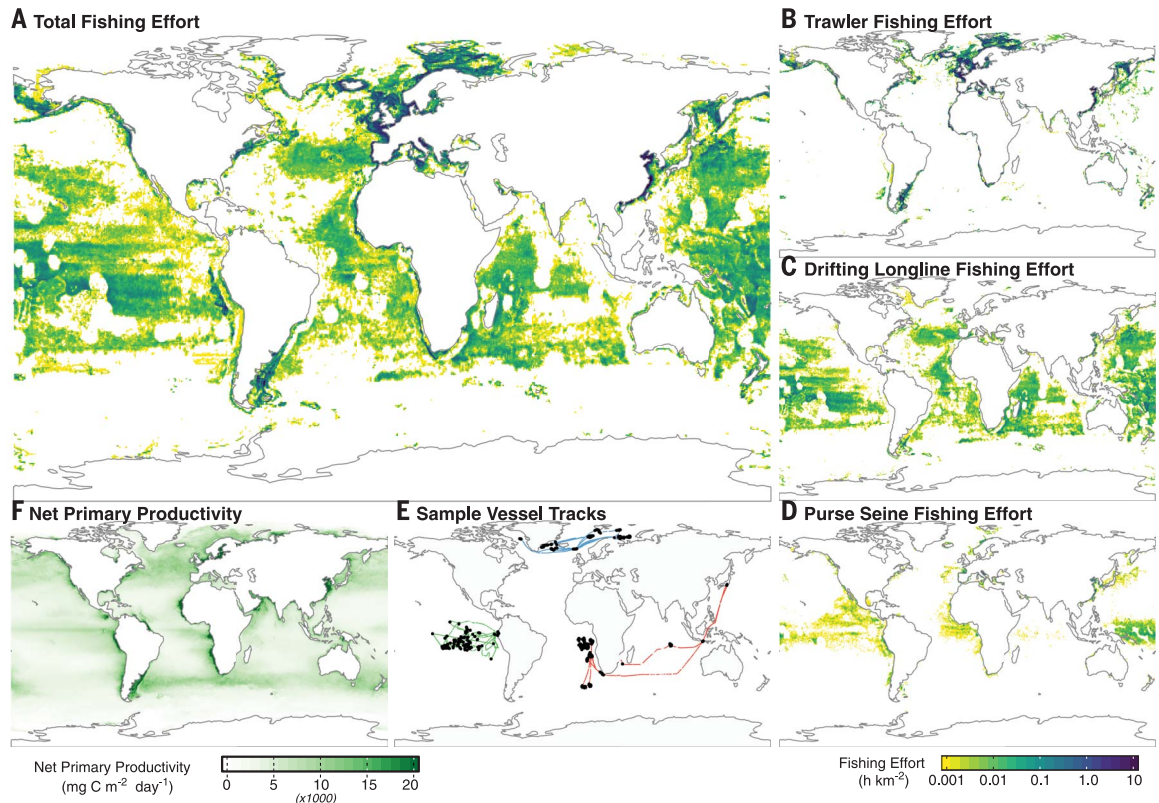 A Total Fishing Effort
B Trawler Fishing Effort
C Drifting Longline Fishing Effort
F Net Primary Productivity
E Sample Vessel Tracks
D Purse Seine Fishing Effort
Net Primary Productivity
(mg C m⁻² day⁻¹)
0 5 10 15 20
(x1000)
Fishing Effort
(h km⁻²)
0.001 0.01 0.1 1.0 10